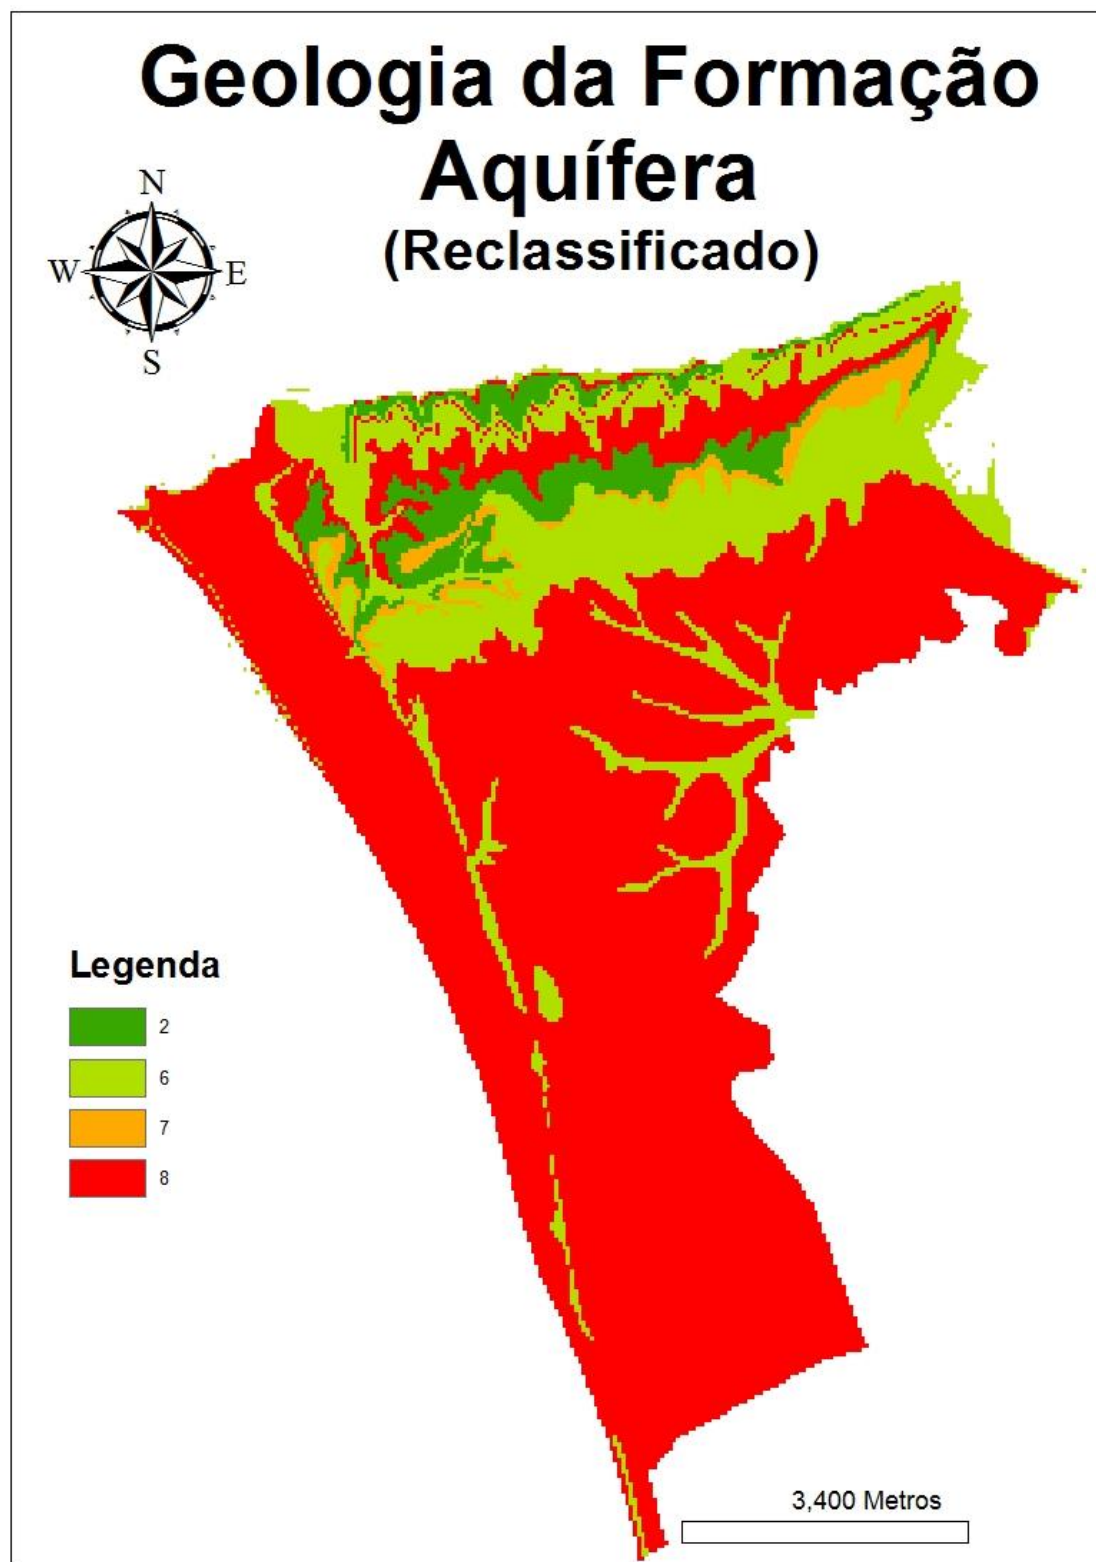 Geologia da Formação
Aquífera
(Reclassificado)
N
W
E
S
Legenda
2
6
7
8
3,400 Metros